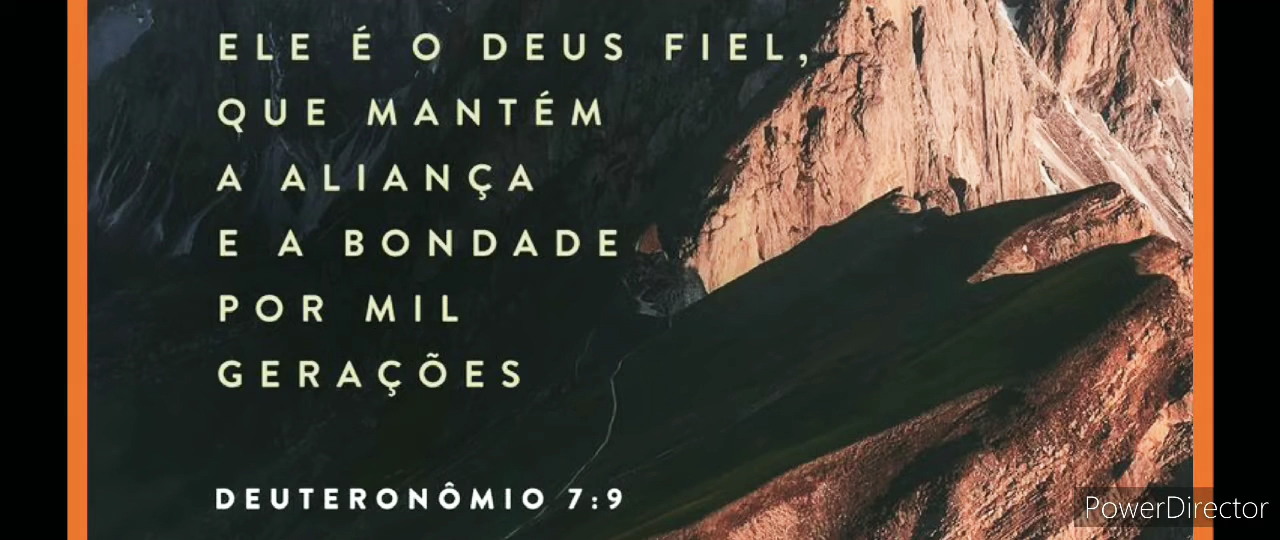 ELE É O DEUS FIEL,
QUE MANTÉM
A ALIANÇA
E A BONDADE
POR MIL
GERAÇÕES
DEUTERONÔMIO 7:9
PowerDirector